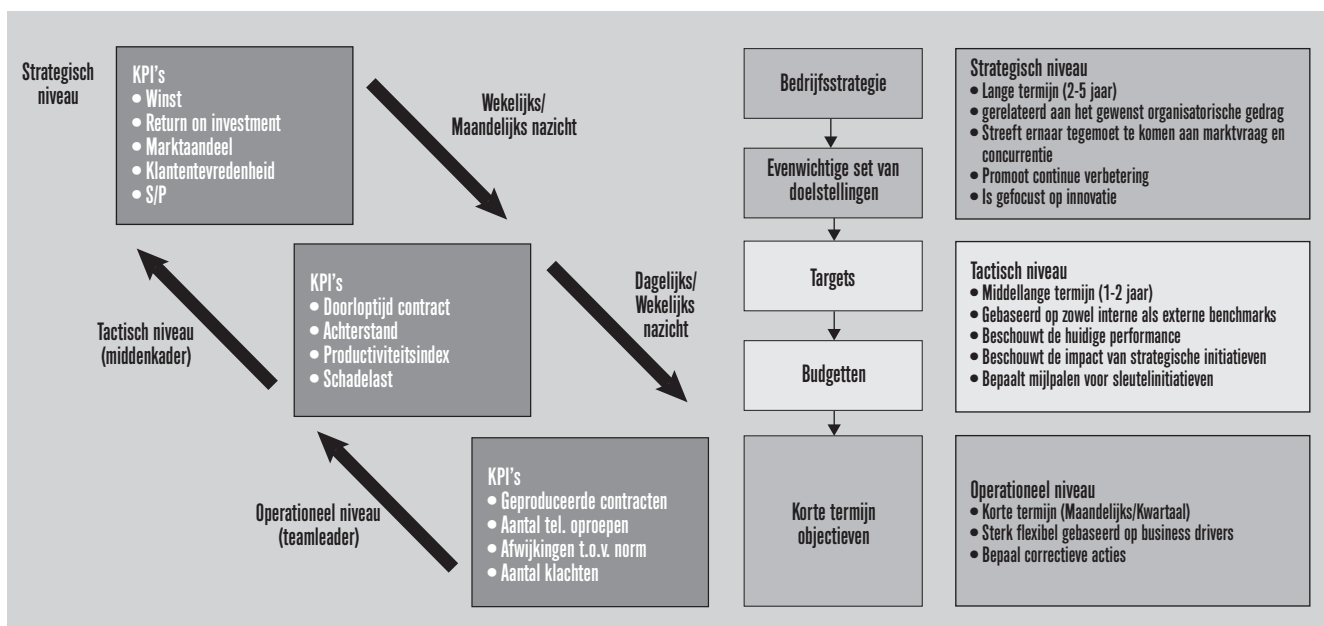 Strategisch
niveau
KPI's
• Winst
• Return on investment
• Marktaandeel
• Klantentevredenheid
• S/P
Wekelijks/
Maandelijks nazicht
Tactisch niveau
(middenkader)
KPI's
• Doorloptijd contract
• Achterstand
• Productiviteitsindex
• Schadelast
Dagelijks/
Wekelijks
nazicht
Operationeel niveau
(teamleader)
KPI's
• Geproduceerde contracten
• Aantal tel. oproepen
• Afwijkingen t.o.v. norm
• Aantal klachten
Bedrijfsstrategie
Evenwichtige set van
doelstellingen
Targets
Budgetten
Korte termijn
objectieven
Strategisch niveau
• Lange termijn (2-5 jaar)
• gerelateerd aan het gewenst organisatorische gedrag
• Streeft ernaar tegemoet te komen aan marktvraag en
concurrentie
• Promoot continue verbetering
• Is gefocust op innovatie
Tactisch niveau
• Middellange termijn (1-2 jaar)
• Gebaseerd op zowel interne als externe benchmarks
• Beschouwt de huidige performance
• Beschouwt de impact van strategische initiatieven
• Bepaalt mijlpalen voor sleutelinitiatieven
Operationeel niveau
• Korte termijn (Maandelijks/Kwartaal)
• Sterk flexibel gebaseerd op business drivers
• Bepaal correctieve acties